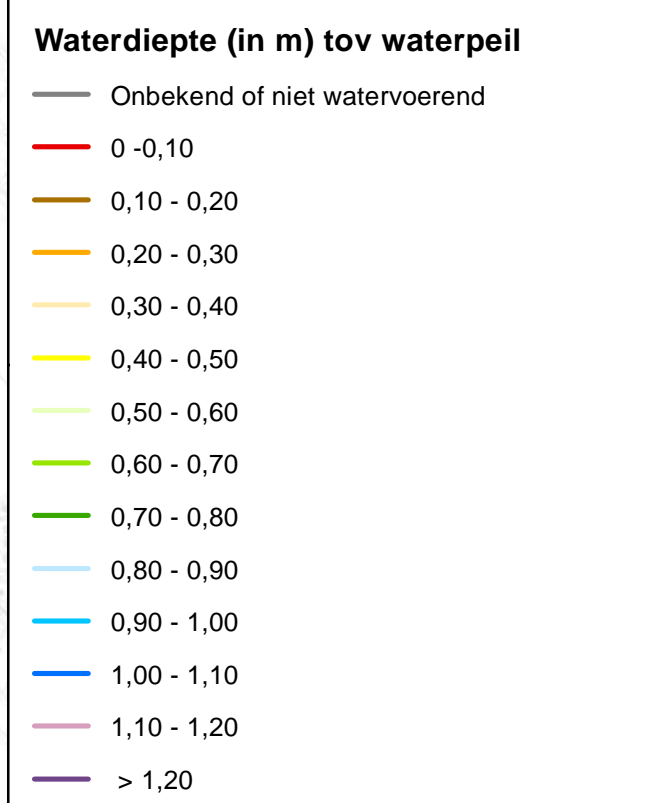 Waterdiepte (in m) tov waterpeil
Onbekend of niet watervoerend
0 -0,10
0,10 - 0,20
0,20 - 0,30
0,30 - 0,40
0,40 - 0,50
0,50 - 0,60
0,60 - 0,70
0,70 - 0,80
0,80 - 0,90
0,90 - 1,00
1,00 - 1,10
1,10 - 1,20
> 1,20